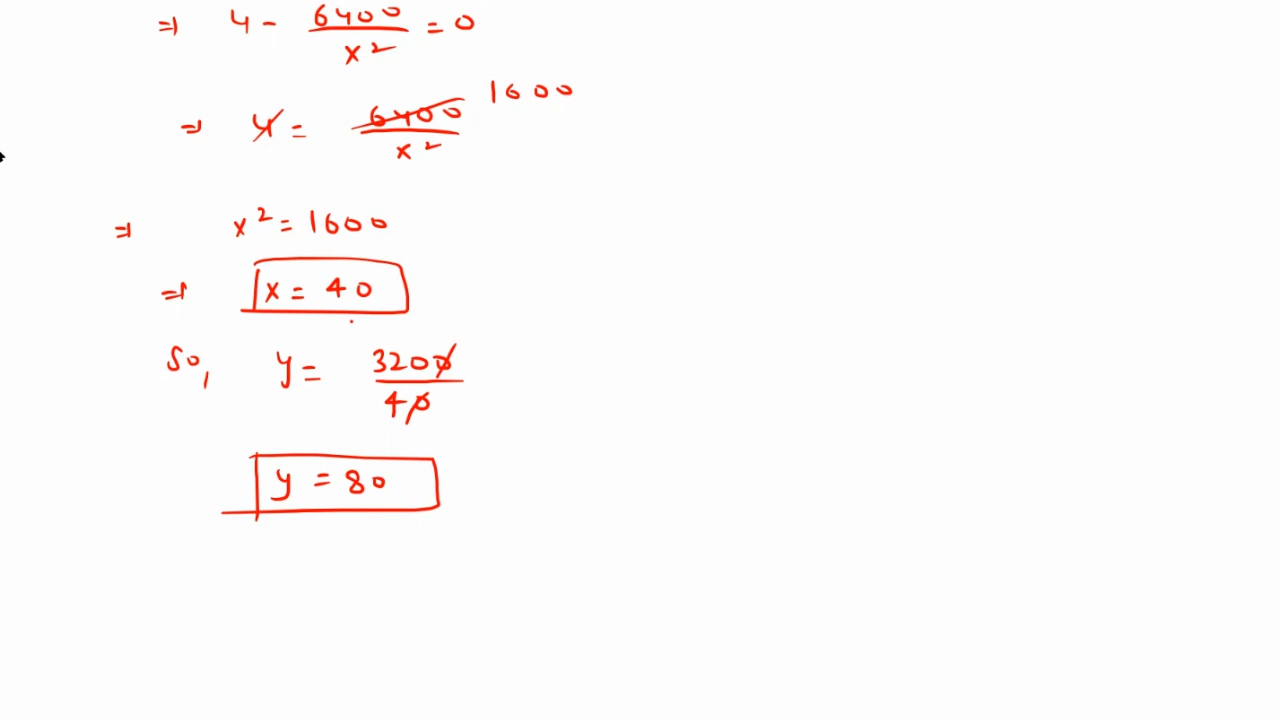 ⇒ 4 - 6400/x² = 0
⇒ 4 = 6400/x² 1600
⇒ x² = 1600
⇒ x = 40
So, y = 3200/40
y = 80